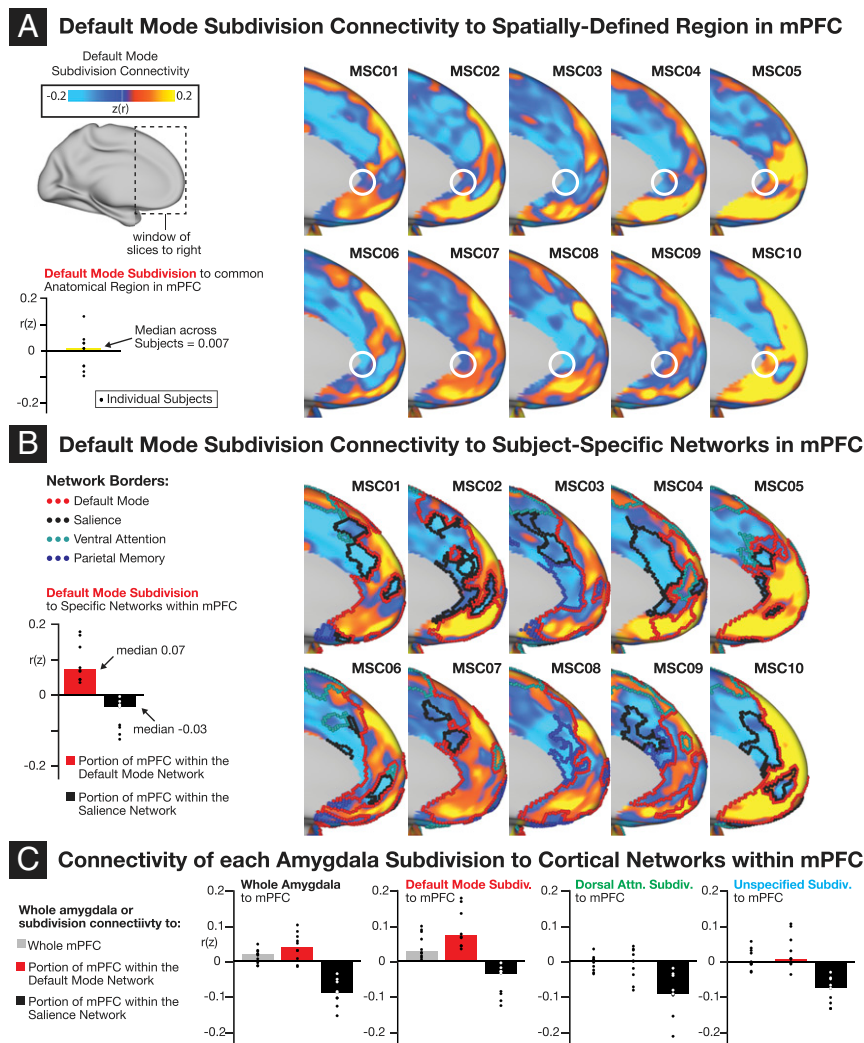 A Default Mode Subdivision Connectivity to Spatially-Defined Region in mPFC
Default Mode
Subdivision Connectivity
-0.2 0.2
z(r)
window of
slices to right
MSC01 MSC02 MSC03 MSC04 MSC05
MSC06 MSC07 MSC08 MSC09 MSC10
Default Mode Subdivision to common
Anatomical Region in mPFC
0.2
r(z)
0
-0.2
Median across
Subjects = 0.007
• Individual Subjects
B Default Mode Subdivision Connectivity to Subject-Specific Networks in mPFC
Network Borders:
Default Mode
Salience
Ventral Attention
Parietal Memory
MSC01 MSC02 MSC03 MSC04 MSC05
MSC06 MSC07 MSC08 MSC09 MSC10
Default Mode Subdivision
to Specific Networks within mPFC
0.2
r(z)
0
-0.2
median 0.07
median -0.03
Portion of mPFC within the
Default Mode Network
Portion of mPFC within the
Salience Network
C Connectivity of each Amygdala Subdivision to Cortical Networks within mPFC
Whole amygdala or
subdivision connectiivty to:
Whole mPFC
Portion of mPFC within the
Default Mode Network
Portion of mPFC within the
Salience Network
Whole Amygdala
to mPFC
0.2
0.1
r(z)
0
-0.1
-0.2
Default Mode Subdiv.
to mPFC
0.2
0.1
0
-0.1
-0.2
Dorsal Attn. Subdiv.
to mPFC
0.2
0.1
0
-0.1
-0.2
Unspecified Subdiv.
to mPFC
0.2
0.1
0
-0.1
-0.2